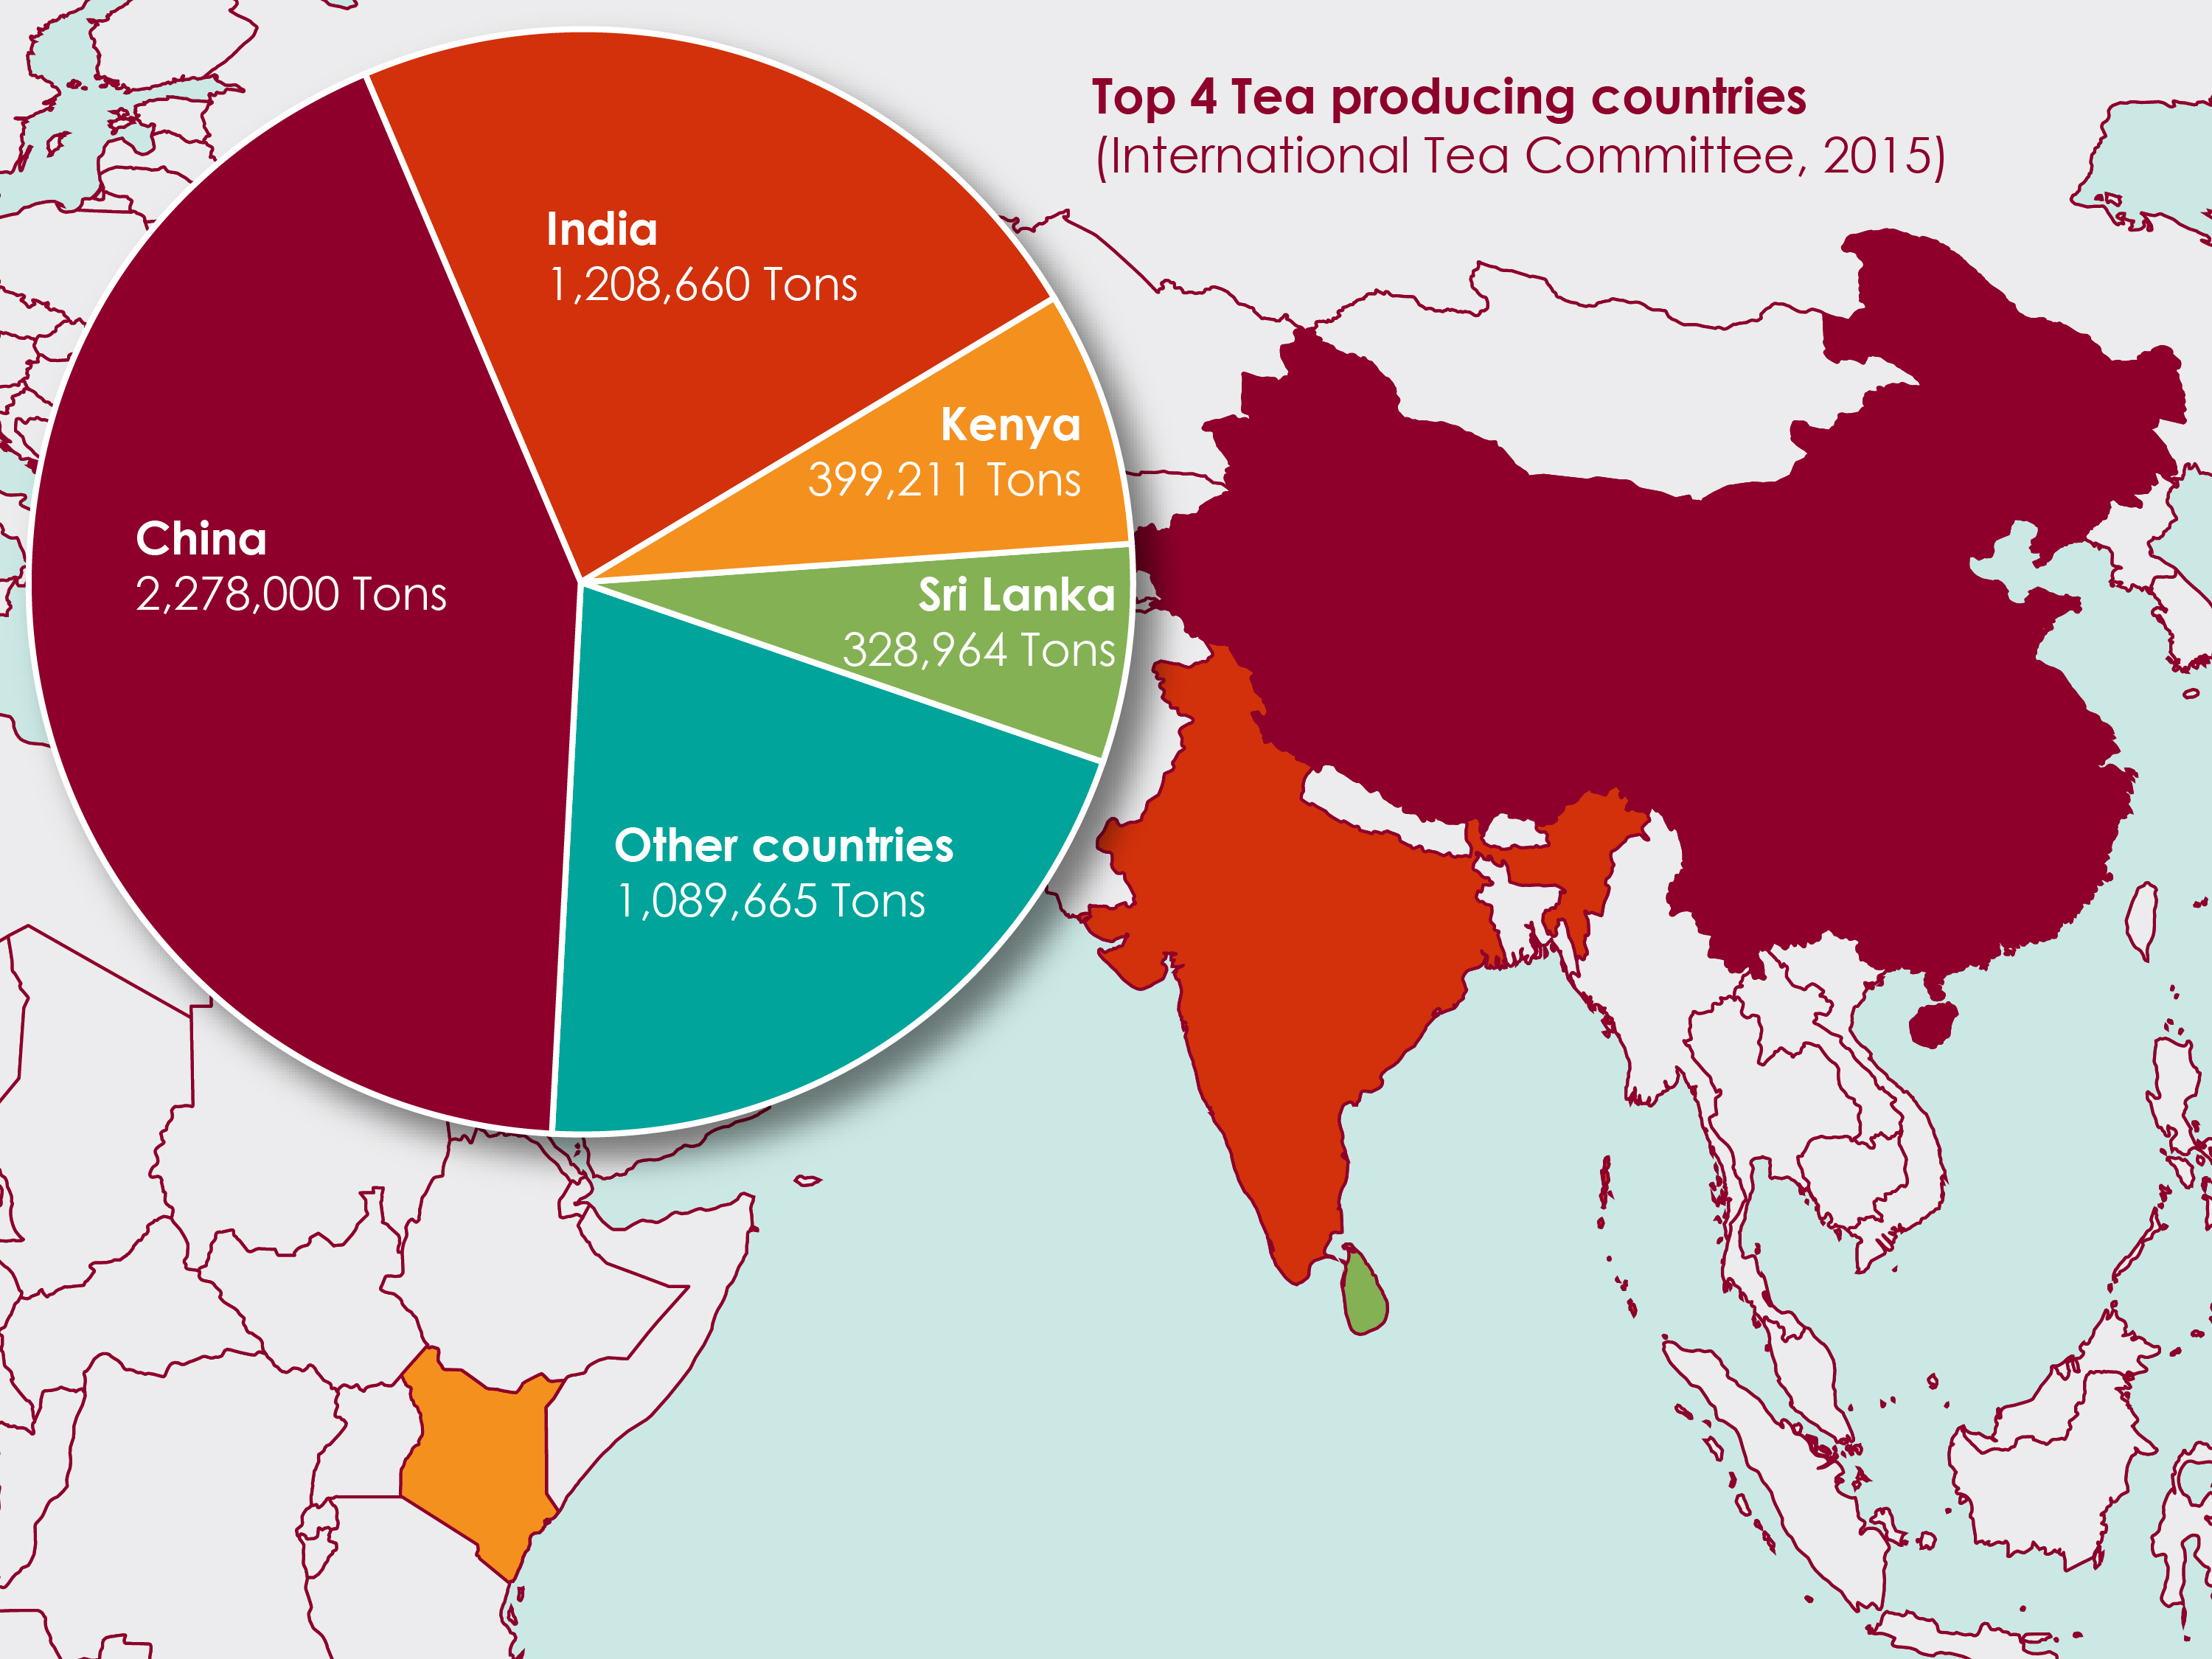 Top 4 Tea producing countries
(International Tea Committee, 2015)
India
1,208,660 Tons
Kenya
399,211 Tons
China
2,278,000 Tons
Sri Lanka
328,964 Tons
Other countries
1,089,665 Tons